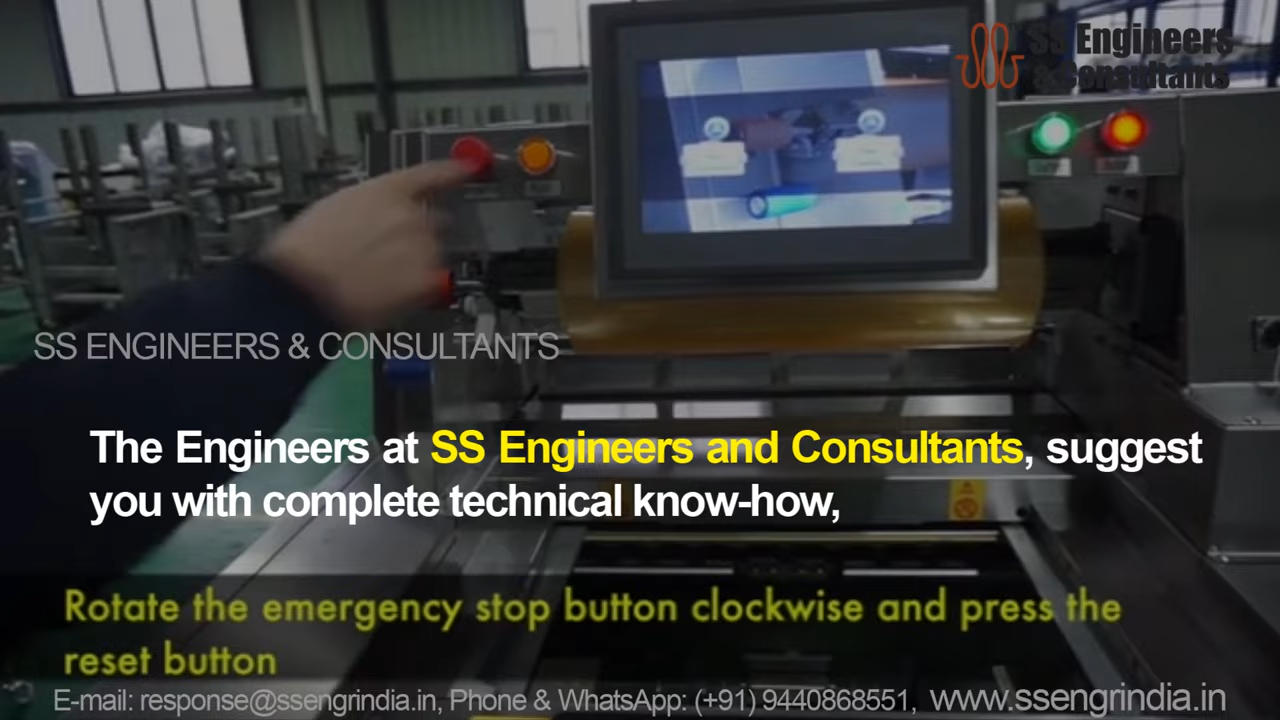 SS Engineers
& Consultants
SS ENGINEERS & CONSULTANTS
The Engineers at SS Engineers and Consultants, suggest
you with complete technical know-how,
Rotate the emergency stop button clockwise and press the
reset button
E-mail: response@ssengrindia.in, Phone & WhatsApp: (+91) 9440868551, www.ssengrindia.in